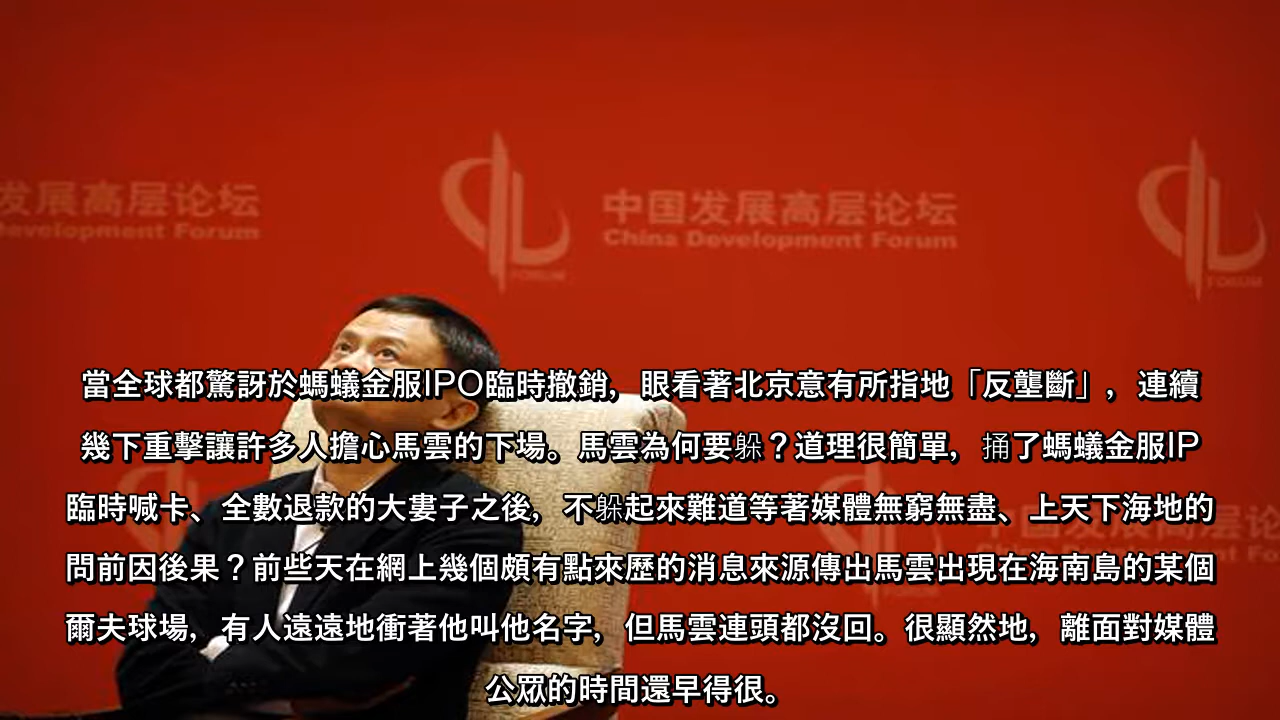 发展高层论坛
中国发展高层论坛
China Development Forum
FORUM
FORUM
當全球都驚訝於螞蟻金服IPO臨時撤銷，眼看著北京意有所指地「反壟斷」，連續
幾下重擊讓許多人擔心馬雲的下場。馬雲為何要躲？道理很簡單，捅了螞蟻金服IP
臨時喊卡、全數退款的大婁子之後，不躲起來難道等著媒體無窮無盡、上天下海地的
問前因後果？前些天在網上幾個頗有點來歷的消息來源傳出馬雲出現在海南島的某個
爾夫球場，有人遠遠地衝著他叫他名字，但馬雲連頭都沒回。很顯然地，離面對媒體
公眾的時間還早得很。